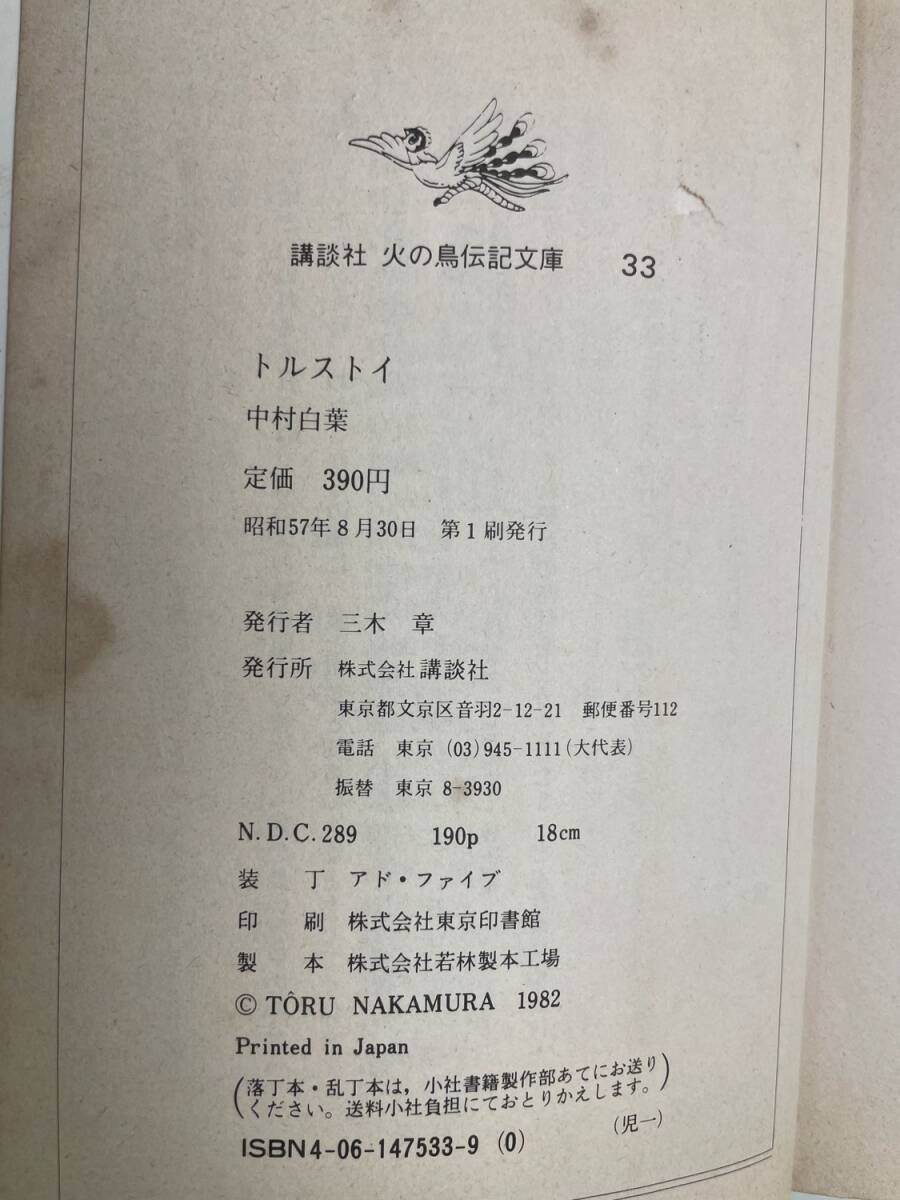 講談社 火の鳥伝記文庫 33
トルストイ
中村白葉
定価 390円
昭和57年8月30日 第1刷発行
発行者 三木 章
発行所 株式会社 講談社
東京都文京区音羽2-12-21 郵便番号112
電話 東京 (03)945-1111(大代表)
振替 東京 8-3930
N.D.C.289 190p 18cm
装 丁 アド・ファイブ
印 刷 株式会社東京印書館
製 本 株式会社若林製本工場
© TÔRU NAKAMURA 1982
Printed in Japan
(落丁本・乱丁本は，小社書籍製作部あてにお送り
ください。送料小社負担にておとりかえします。)
(児一)
ISBN4-06-147533-9 (0)